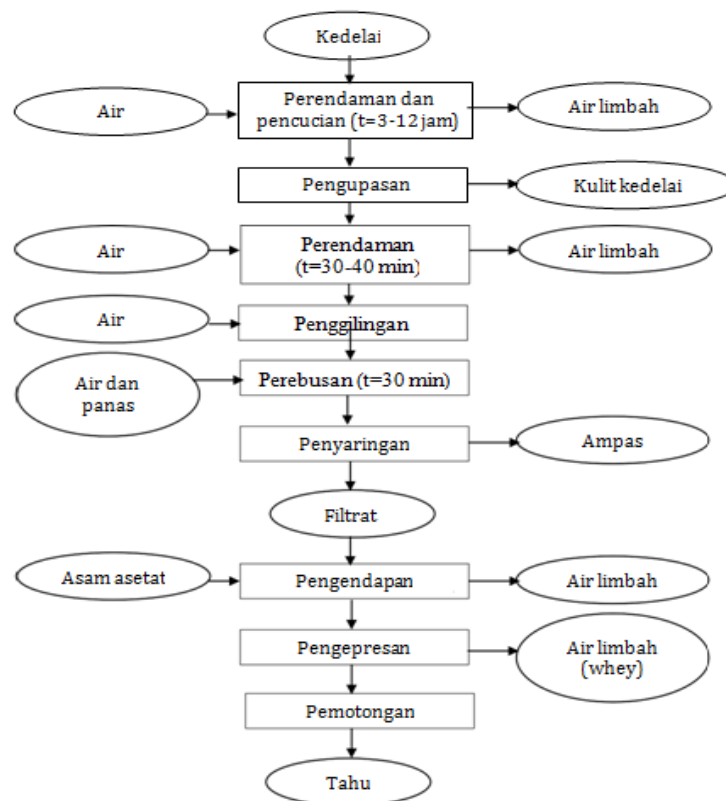 Kedelai
Air
Perendaman dan
pencucian (t=3-12 jam)
Air limbah
Pengupasan
Kulit kedelai
Air
Perendaman
(t=30-40 min)
Air limbah
Air
Penggilingan
Air dan
panas
Perebusan (t=30 min)
Penyaringan
Ampas
Filtrat
Asam asetat
Pengendapan
Air limbah
Pengepresan
Air limbah
(whey)
Pemotongan
Tahu